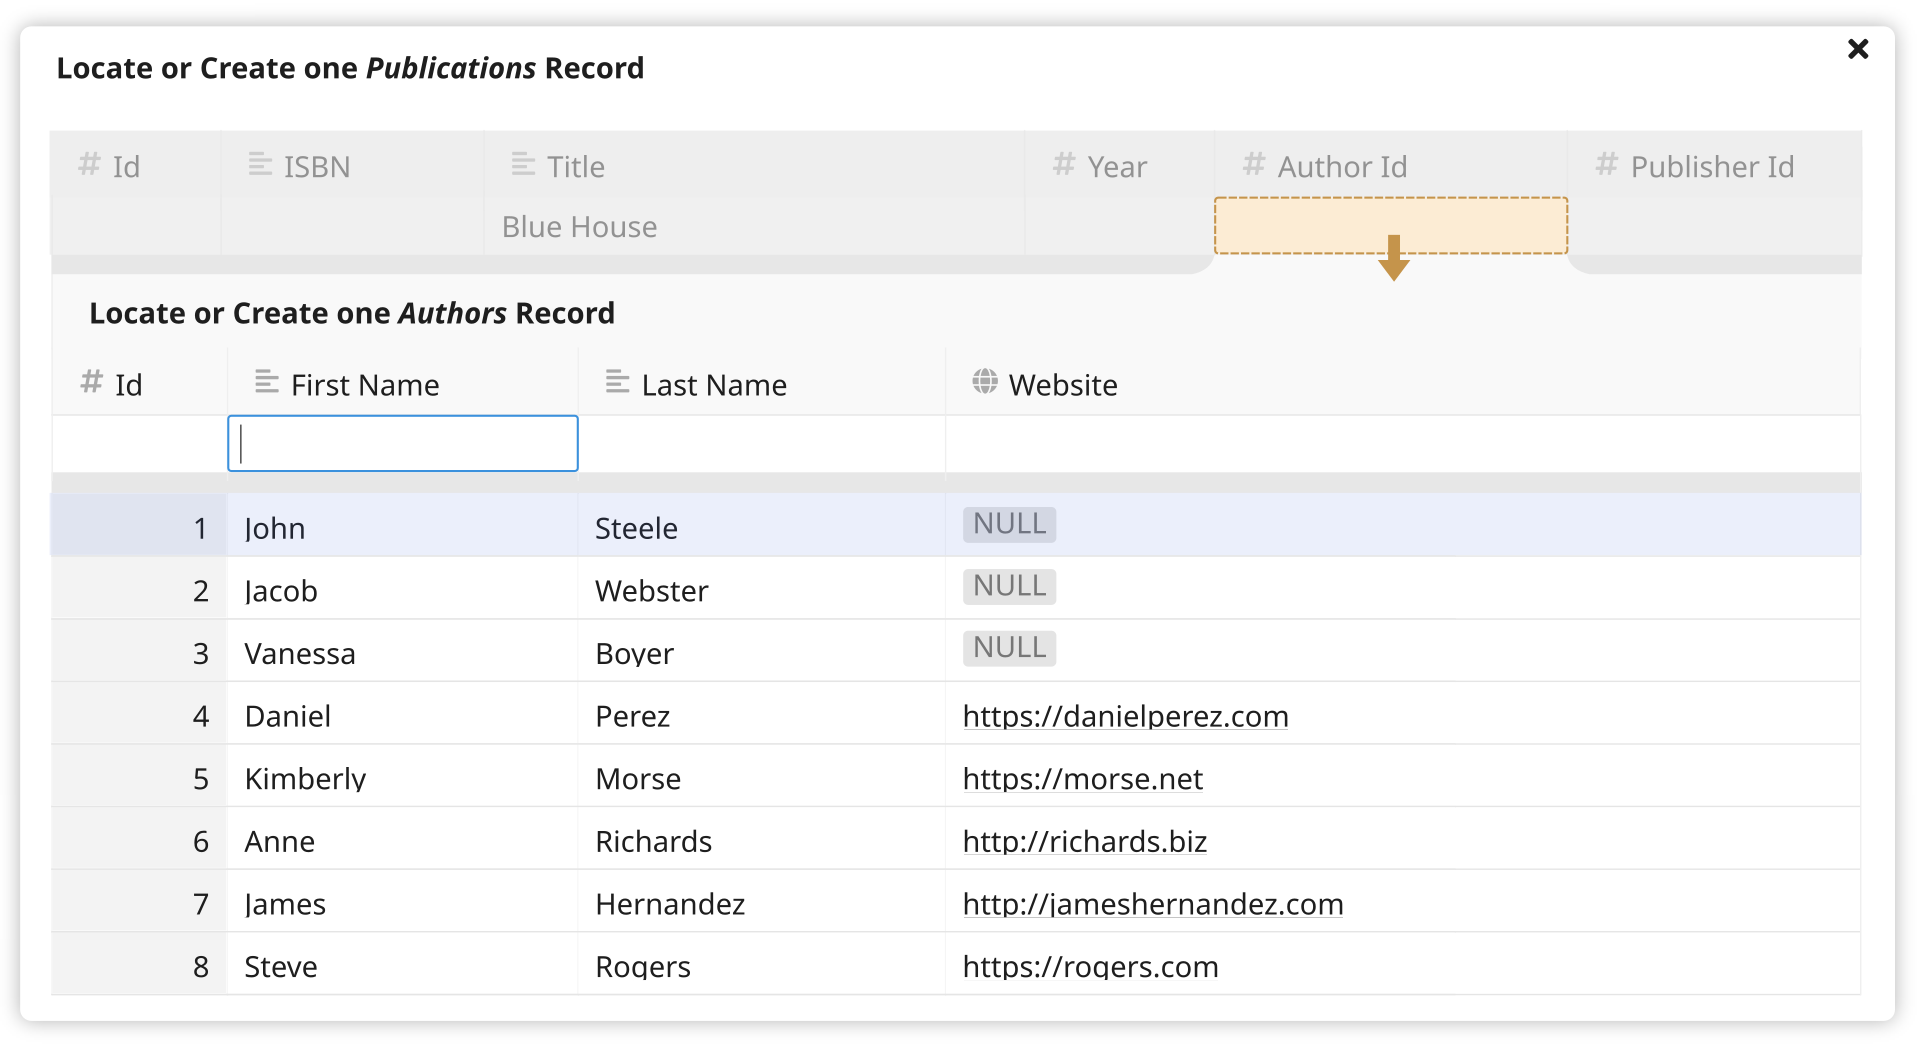 Locate or Create one Publications Record
Id ISBN Title Year Author Id Publisher Id
Blue House
Locate or Create one Authors Record
Id First Name Last Name Website
1 John Steele NULL
2 Jacob Webster NULL
3 Vanessa Boyer NULL
4 Daniel Perez https://danielperez.com
5 Kimberly Morse https://morse.net
6 Anne Richards http://richards.biz
7 James Hernandez http://jameshernandez.com
8 Steve Rogers https://rogers.com